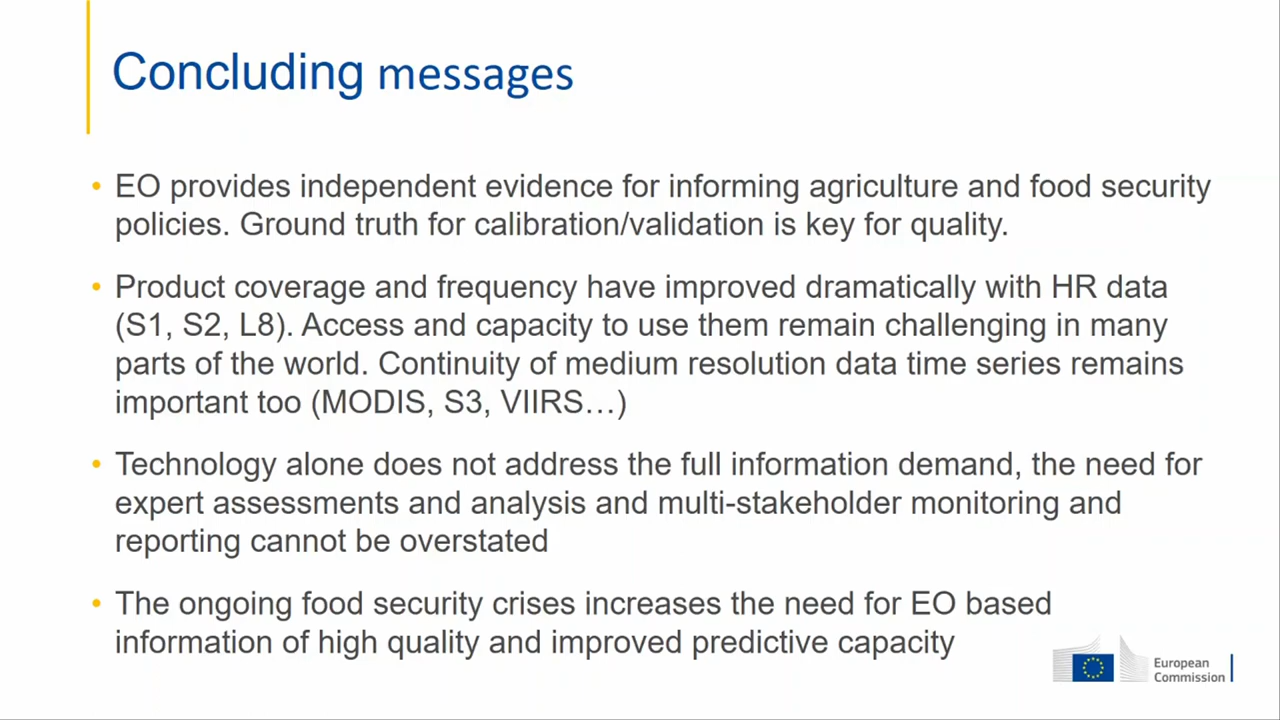 Concluding messages
• EO provides independent evidence for informing agriculture and food security
policies. Ground truth for calibration/validation is key for quality.
• Product coverage and frequency have improved dramatically with HR data
(S1, S2, L8). Access and capacity to use them remain challenging in many
parts of the world. Continuity of medium resolution data time series remains
important too (MODIS, S3, VIIRS…)
• Technology alone does not address the full information demand, the need for
expert assessments and analysis and multi-stakeholder monitoring and
reporting cannot be overstated
• The ongoing food security crises increases the need for EO based
information of high quality and improved predictive capacity
European
Commission